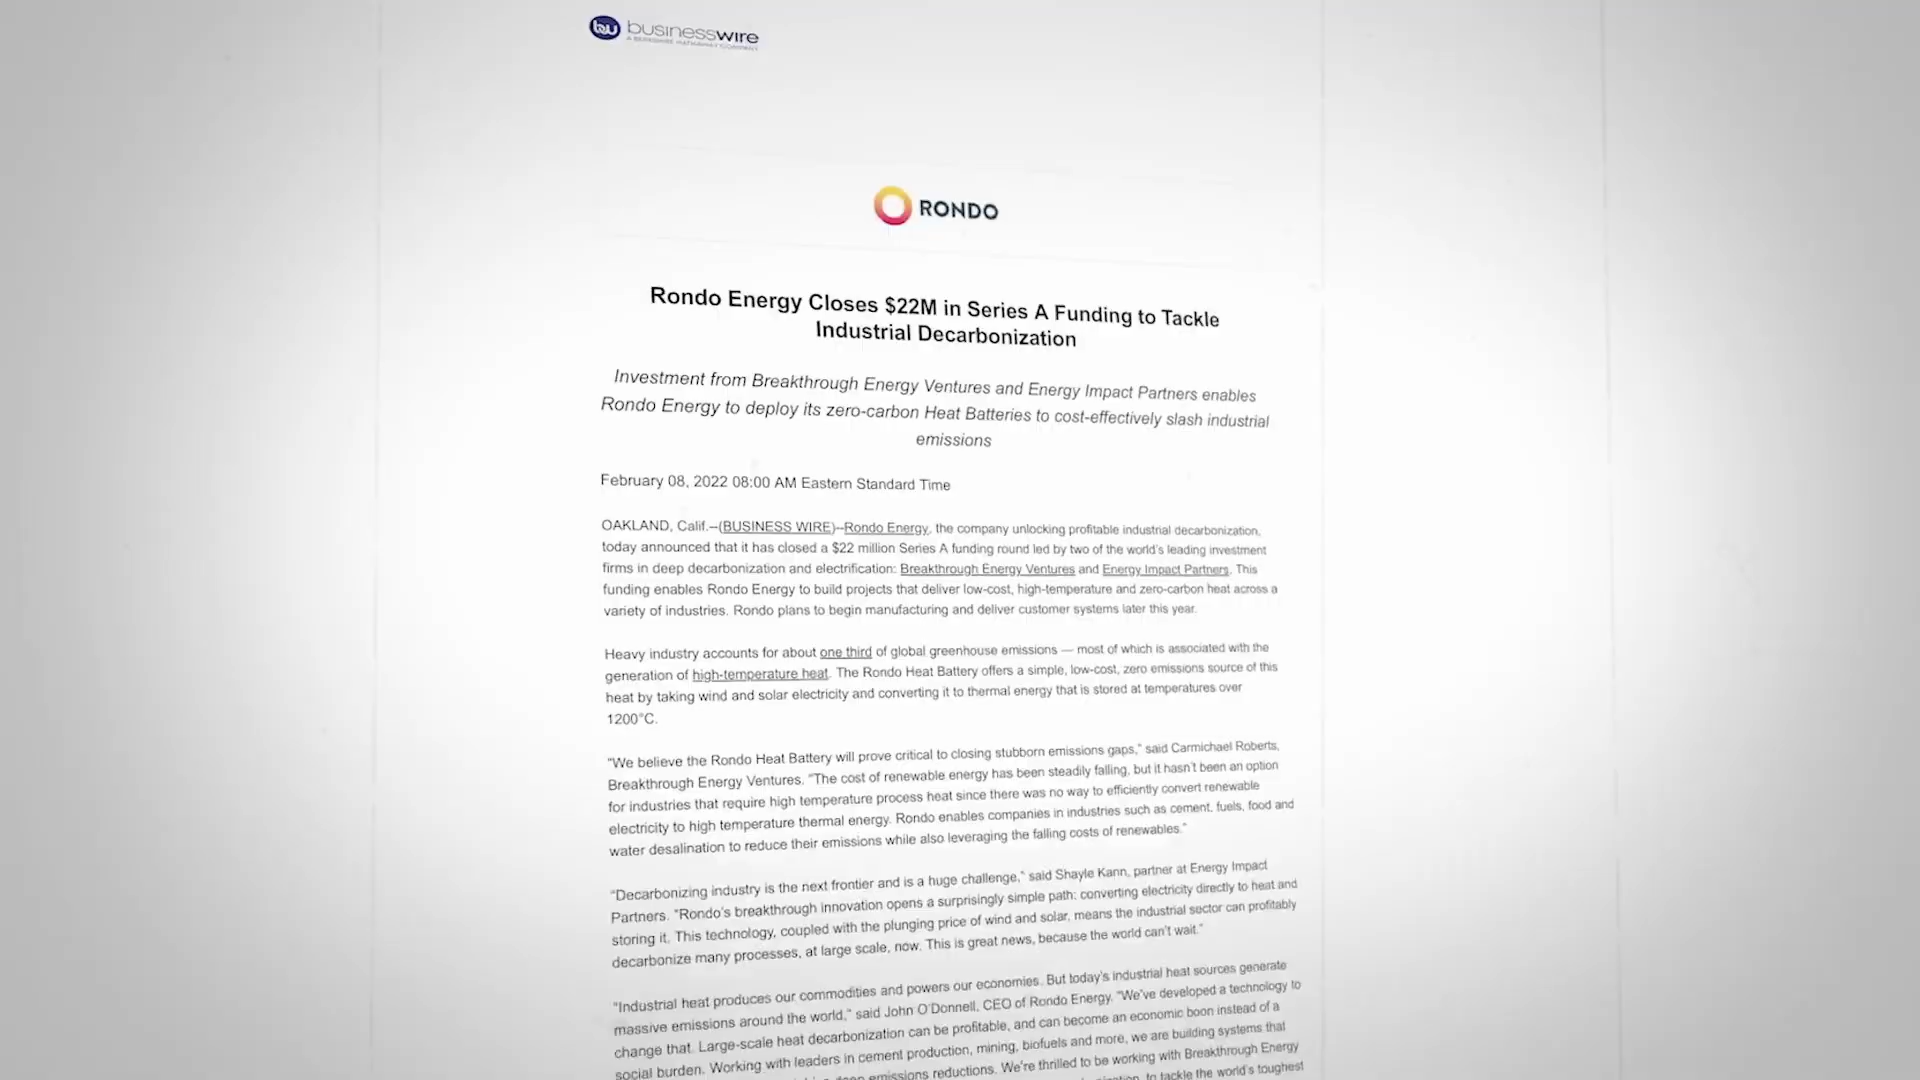 businesswire
A BERKSHIRE HATHAWAY COMPANY
RONDO
Rondo Energy Closes $22M in Series A Funding to Tackle
Industrial Decarbonization
Investment from Breakthrough Energy Ventures and Energy Impact Partners enables
Rondo Energy to deploy its zero-carbon Heat Batteries to cost-effectively slash industrial
emissions
February 08, 2022 08:00 AM Eastern Standard Time
OAKLAND, Calif.--(BUSINESS WIRE)--Rondo Energy, the company unlocking profitable industrial decarbonization,
today announced that it has closed a $22 million Series A funding round led by two of the world's leading investment
firms in deep decarbonization and electrification: Breakthrough Energy Ventures and Energy Impact Partners. This
funding enables Rondo Energy to build projects that deliver low-cost, high-temperature and zero-carbon heat across a
variety of industries. Rondo plans to begin manufacturing and deliver customer systems later this year.
Heavy industry accounts for about one third of global greenhouse emissions — most of which is associated with the
generation of high-temperature heat. The Rondo Heat Battery offers a simple, low-cost, zero emissions source of this
heat by taking wind and solar electricity and converting it to thermal energy that is stored at temperatures over
1200°C.
"We believe the Rondo Heat Battery will prove critical to closing stubborn emissions gaps," said Carmichael Roberts,
Breakthrough Energy Ventures. "The cost of renewable energy has been steadily falling, but it hasn't been an option
for industries that require high temperature process heat since there was no way to efficiently convert renewable
electricity to high temperature thermal energy. Rondo enables companies in industries such as cement, fuels, food and
water desalination to reduce their emissions while also leveraging the falling costs of renewables."
"Decarbonizing industry is the next frontier and is a huge challenge," said Shayle Kann, partner at Energy Impact
Partners. "Rondo's breakthrough innovation opens a surprisingly simple path: converting electricity directly to heat and
storing it. This technology, coupled with the plunging price of wind and solar, means the industrial sector can profitably
decarbonize many processes, at large scale, now. This is great news, because the world can't wait."
"Industrial heat produces our commodities and powers our economies. But today's industrial heat sources generate
massive emissions around the world," said John O'Donnell, CEO of Rondo Energy. "We've developed a technology to
change that. Large-scale heat decarbonization can be profitable, and can become an economic boon instead of a
social burden. Working with leaders in cement production, mining, biofuels and more, we are building systems that
deep emissions reductions. We're thrilled to be working with Breakthrough Energy
to tackle the world's toughest